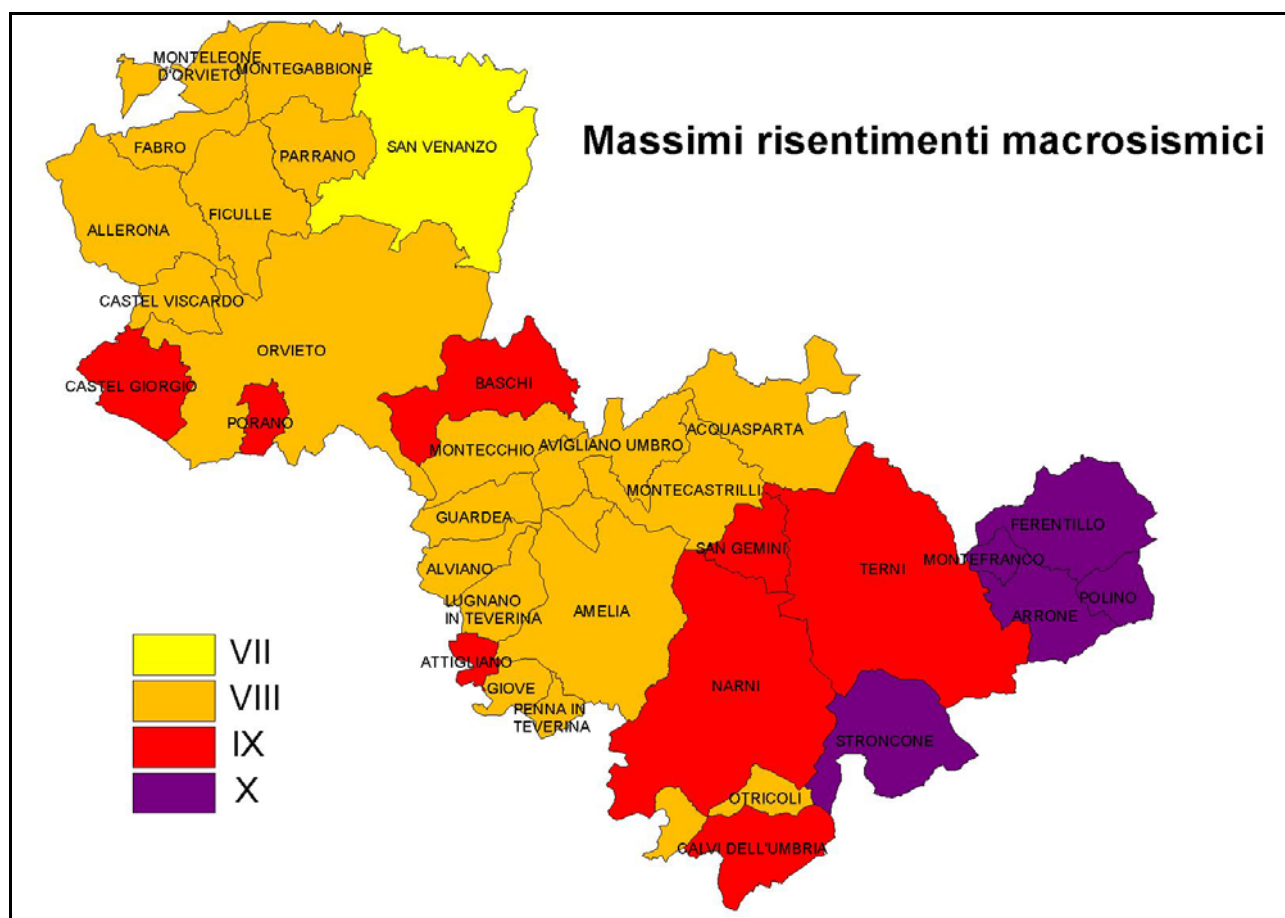 Massimi risentimenti macrosismici
MONTELEONE
D'ORVIETO
MONTEGABBIONE
FABRO
PARRANO
SAN VENANZO
FICULLE
ALLERONA
CASTEL VISCARDO
ORVIETO
CASTEL GIORGIO
PORANO
BASCHI
MONTECCHIO
AVIGLIANO UMBRO
ACQUASPARTA
MONTECASTRILLI
GUARDEA
SAN GEMINI
TERNI
FERENTILLO
MONTEFRANCO
POLINO
ARRONE
ALVIANO
LUGNANO
IN TEVERINA
AMELIA
ATTIGLIANO
GIOVE
PENNA IN
TEVERINA
NARNI
STRONCONE
OTRICOLI
CALVI DELL'UMBRIA
VII
VIII
IX
X